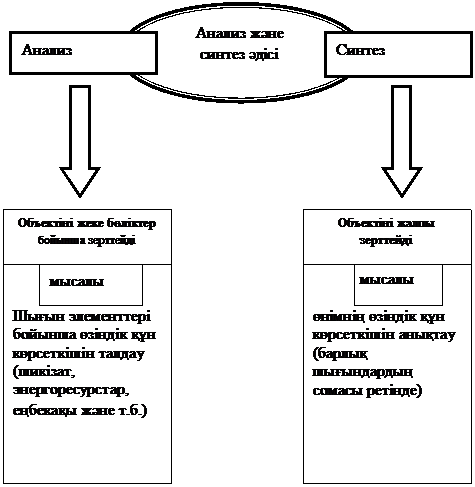 Анализ және
синтез әдісі
Анализ
Синтез
Объектіні жеке бөліктер
бойынша зерттейді
мысалы
Шығын элементтері
бойынша өзіндік құн
көрсеткішін талдау
(шикізат,
энергоресурстар,
еңбекақы және т.б.)
Объектіні жалпы
зерттейді
мысалы
өнімнің өзіндік құн
көрсеткішін анықтау
(барлық
шығындардың
сомасы ретінде)